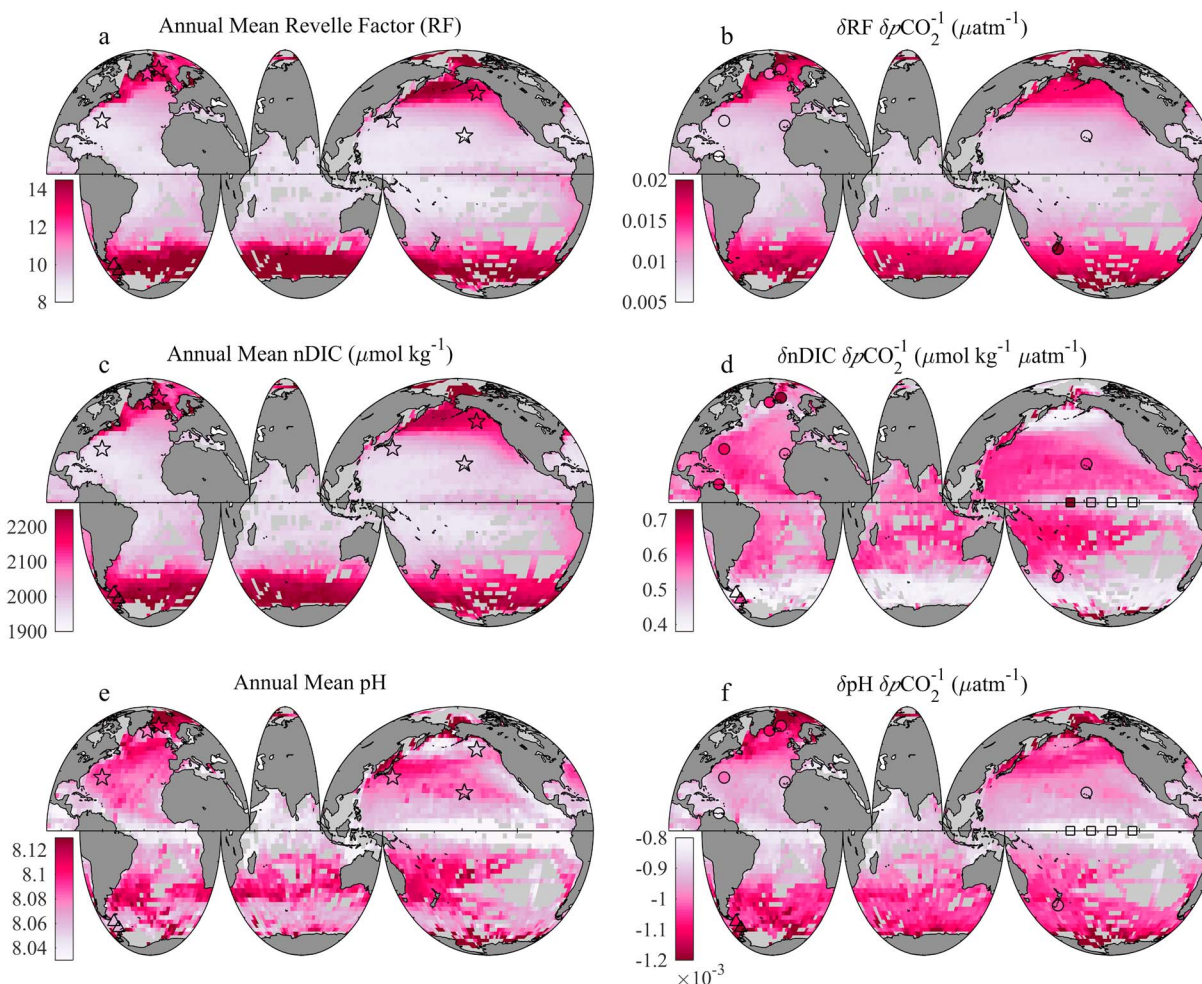 Annual Mean Revelle Factor (RF)
a
14
12
10
8
δRF δpCO₂⁻¹ (μatm⁻¹)
b
0.02
0.015
0.01
0.005
Annual Mean nDIC (μmol kg⁻¹)
c
2200
2100
2000
1900
δnDIC δpCO₂⁻¹ (μmol kg⁻¹ μatm⁻¹)
d
0.7
0.6
0.5
0.4
Annual Mean pH
e
8.12
8.1
8.08
8.06
8.04
δpH δpCO₂⁻¹ (μatm⁻¹)
f
-0.8
-0.9
-1
-1.1
-1.2
×10⁻³